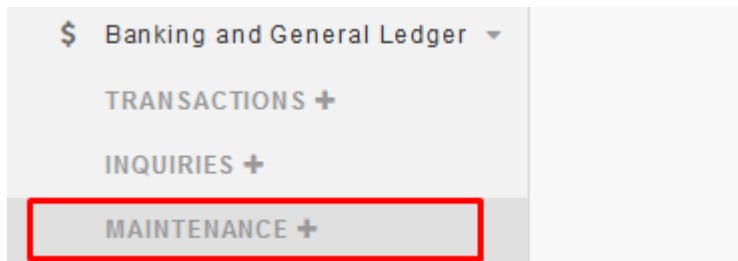 $ Banking and General Ledger
TRANSACTIONS +
INQUIRIES +
MAINTENANCE +